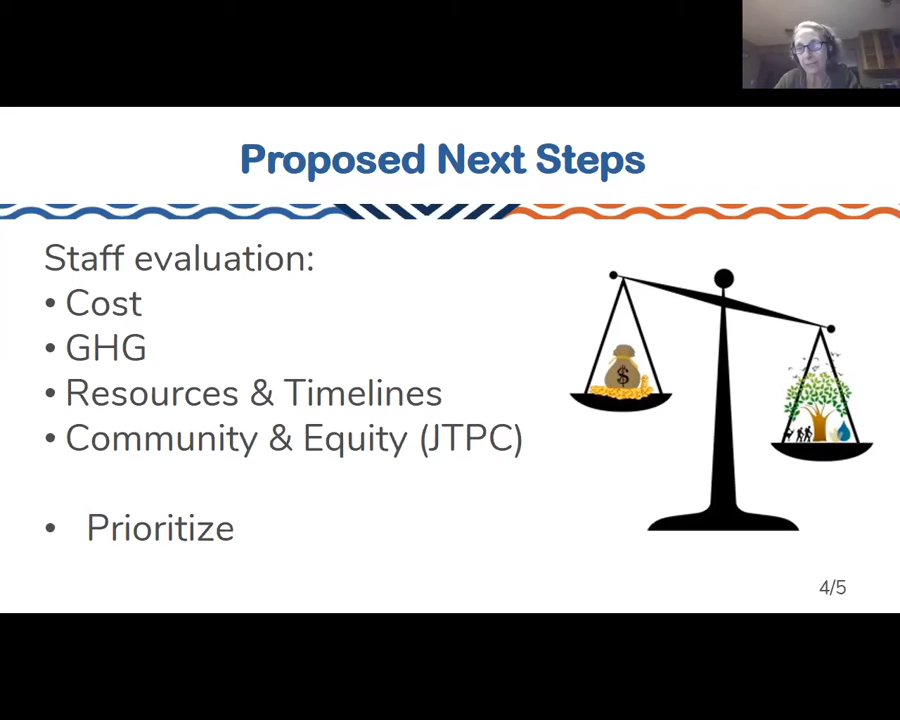 Proposed Next Steps
Staff evaluation:
• Cost
• GHG
• Resources & Timelines
• Community & Equity (JTPC)
• Prioritize
$
4/5